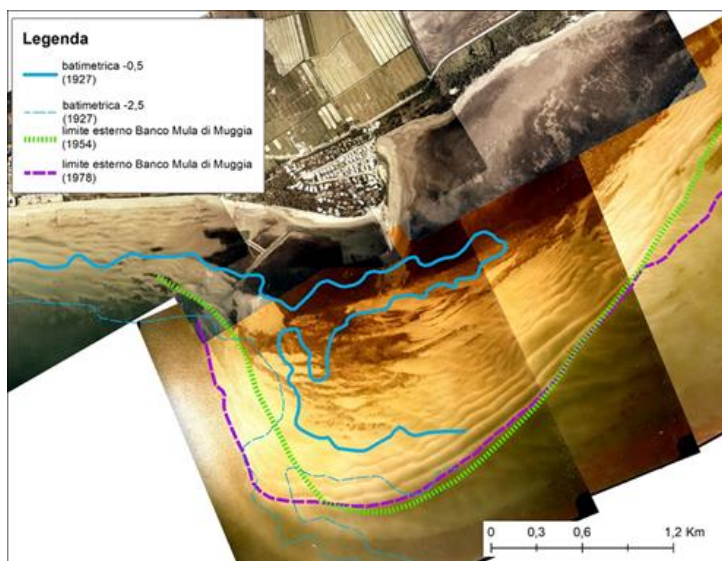 Legenda
batimetrica -0,5
(1927)
batimetrica -2,5
(1927)
limite esterno Banco Mula di Muggia
(1954)
limite esterno Banco Mula di Muggia
(1978)
0 0,3 0,6 1,2 Km